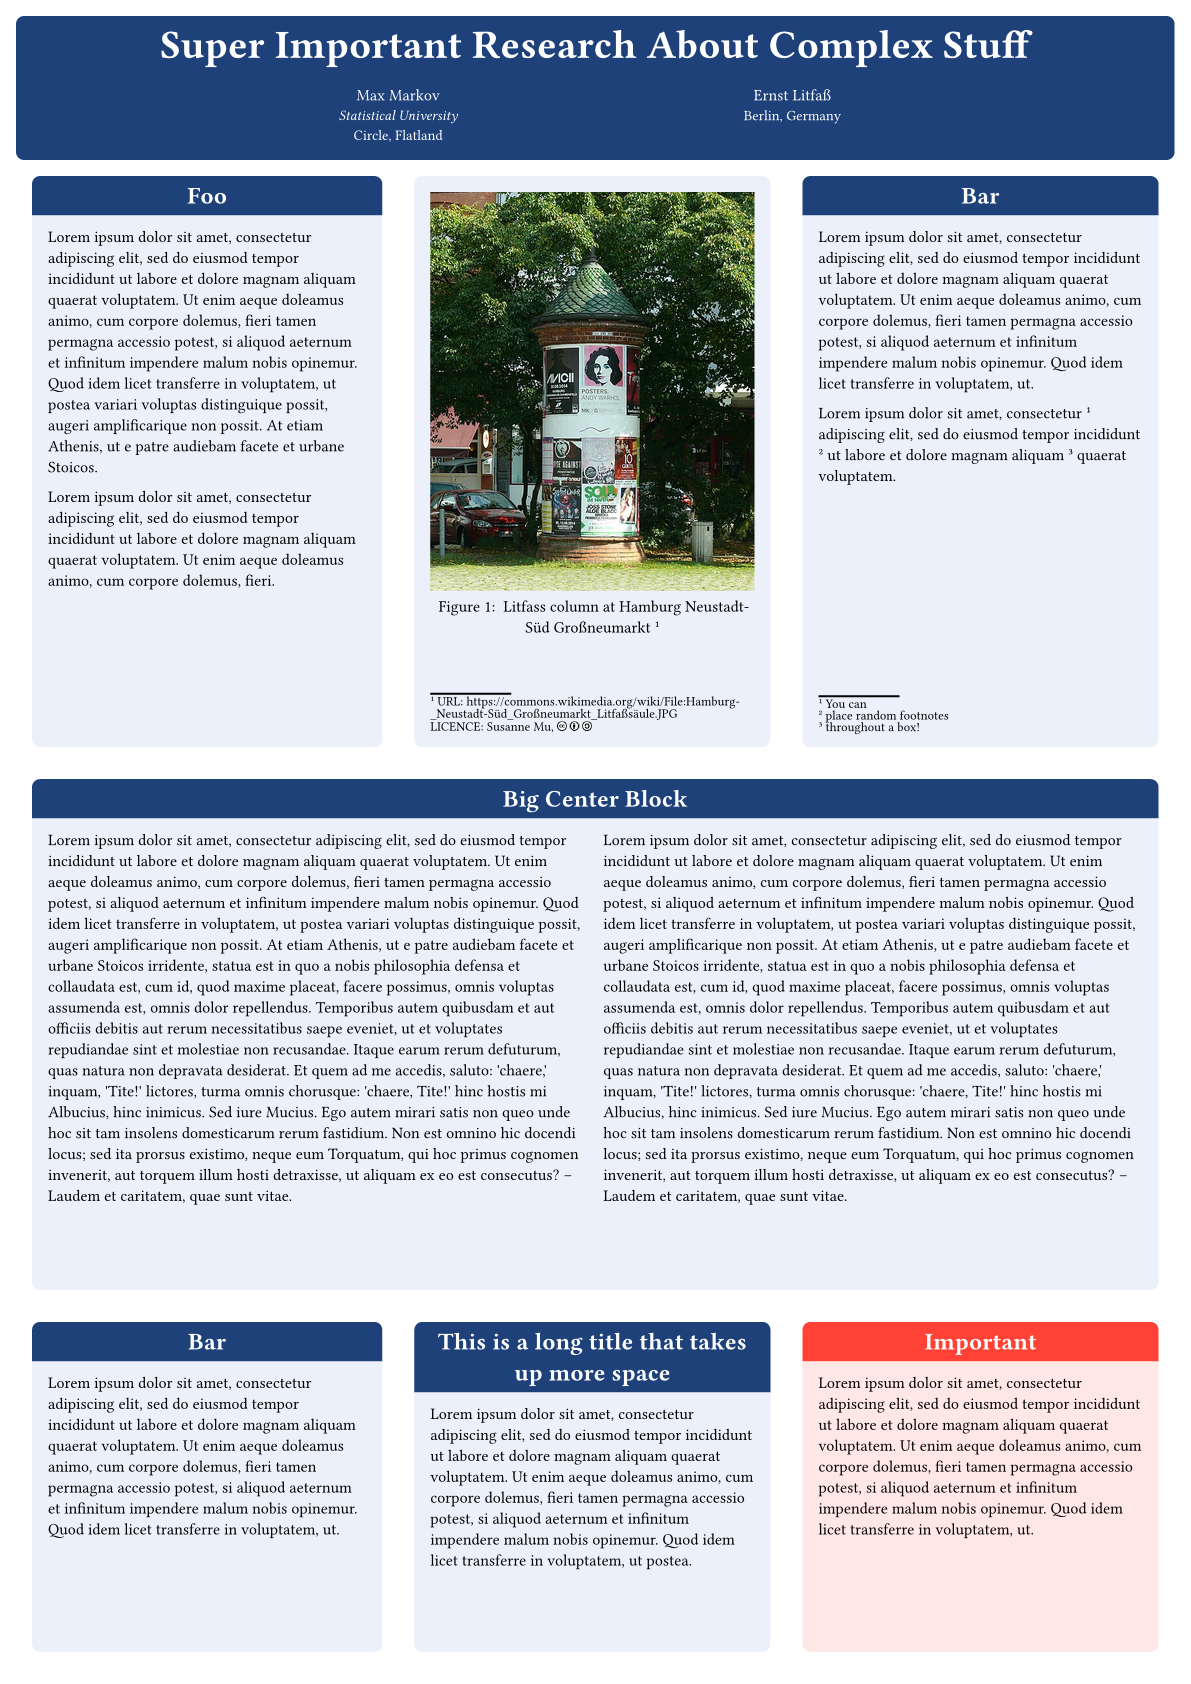 Super Important Research About Complex Stuff
Max Markov
Statistical University
Circle, Flatland
Ernst Litfaß
Berlin, Germany
Foo
Lorem ipsum dolor sit amet, consectetur
adipiscing elit, sed do eiusmod tempor
incididunt ut labore et dolore magnam aliquam
quaerat voluptatem. Ut enim aeque doleamus
animo, cum corpore dolemus, fieri tamen
permagna accessio potest, si aliquod aeternum
et infinitum impendere malum nobis opinemur.
Quod idem licet transferre in voluptatem, ut
postea variari voluptas distinguique possit,
augeri amplificarique non possit. At etiam
Athenis, ut e patre audiebam facete et urbane
Stoicos.
Lorem ipsum dolor sit amet, consectetur
adipiscing elit, sed do eiusmod tempor
incididunt ut labore et dolore magnam aliquam
quaerat voluptatem. Ut enim aeque doleamus
animo, cum corpore dolemus, fieri.
AVICII
POSTERS
ANDY WARHOL
MK
RISE AGAINST
10
SOUL
JOSS STONE
ALOE BLACC
Figure 1: Litfass column at Hamburg Neustadt-
Süd Großneumarkt ¹
¹ URL: https://commons.wikimedia.org/wiki/File:Hamburg-
_Neustadt-Süd_Großneumarkt_Litfaßsäule.JPG
LICENCE: Susanne Mu, 🅭🅯🄎
Bar
Lorem ipsum dolor sit amet, consectetur
adipiscing elit, sed do eiusmod tempor incididunt
ut labore et dolore magnam aliquam quaerat
voluptatem. Ut enim aeque doleamus animo, cum
corpore dolemus, fieri tamen permagna accessio
potest, si aliquod aeternum et infinitum
impendere malum nobis opinemur. Quod idem
licet transferre in voluptatem, ut.
Lorem ipsum dolor sit amet, consectetur ¹
adipiscing elit, sed do eiusmod tempor incididunt
² ut labore et dolore magnam aliquam ³ quaerat
voluptatem.
¹ You can
² place random footnotes
³ throughout a box!
Big Center Block
Lorem ipsum dolor sit amet, consectetur adipiscing elit, sed do eiusmod tempor
incididunt ut labore et dolore magnam aliquam quaerat voluptatem. Ut enim
aeque doleamus animo, cum corpore dolemus, fieri tamen permagna accessio
potest, si aliquod aeternum et infinitum impendere malum nobis opinemur. Quod
idem licet transferre in voluptatem, ut postea variari voluptas distinguique possit,
augeri amplificarique non possit. At etiam Athenis, ut e patre audiebam facete et
urbane Stoicos irridente, statua est in quo a nobis philosophia defensa et
collaudata est, cum id, quod maxime placeat, facere possimus, omnis voluptas
assumenda est, omnis dolor repellendus. Temporibus autem quibusdam et aut
officiis debitis aut rerum necessitatibus saepe eveniet, ut et voluptates
repudiandae sint et molestiae non recusandae. Itaque earum rerum defuturum,
quas natura non depravata desiderat. Et quem ad me accedis, saluto: 'chaere,'
inquam, 'Tite!' lictores, turma omnis chorusque: 'chaere, Tite!' hinc hostis mi
Albucius, hinc inimicus. Sed iure Mucius. Ego autem mirari satis non queo unde
hoc sit tam insolens domesticarum rerum fastidium. Non est omnino hic docendi
locus; sed ita prorsus existimo, neque eum Torquatum, qui hoc primus cognomen
invenerit, aut torquem illum hosti detraxisse, ut aliquam ex eo est consecutus? –
Laudem et caritatem, quae sunt vitae.
Lorem ipsum dolor sit amet, consectetur adipiscing elit, sed do eiusmod tempor
incididunt ut labore et dolore magnam aliquam quaerat voluptatem. Ut enim
aeque doleamus animo, cum corpore dolemus, fieri tamen permagna accessio
potest, si aliquod aeternum et infinitum impendere malum nobis opinemur. Quod
idem licet transferre in voluptatem, ut postea variari voluptas distinguique possit,
augeri amplificarique non possit. At etiam Athenis, ut e patre audiebam facete et
urbane Stoicos irridente, statua est in quo a nobis philosophia defensa et
collaudata est, cum id, quod maxime placeat, facere possimus, omnis voluptas
assumenda est, omnis dolor repellendus. Temporibus autem quibusdam et aut
officiis debitis aut rerum necessitatibus saepe eveniet, ut et voluptates
repudiandae sint et molestiae non recusandae. Itaque earum rerum defuturum,
quas natura non depravata desiderat. Et quem ad me accedis, saluto: 'chaere,'
inquam, 'Tite!' lictores, turma omnis chorusque: 'chaere, Tite!' hinc hostis mi
Albucius, hinc inimicus. Sed iure Mucius. Ego autem mirari satis non queo unde
hoc sit tam insolens domesticarum rerum fastidium. Non est omnino hic docendi
locus; sed ita prorsus existimo, neque eum Torquatum, qui hoc primus cognomen
invenerit, aut torquem illum hosti detraxisse, ut aliquam ex eo est consecutus? –
Laudem et caritatem, quae sunt vitae.
Bar
Lorem ipsum dolor sit amet, consectetur
adipiscing elit, sed do eiusmod tempor
incididunt ut labore et dolore magnam aliquam
quaerat voluptatem. Ut enim aeque doleamus
animo, cum corpore dolemus, fieri tamen
permagna accessio potest, si aliquod aeternum
et infinitum impendere malum nobis opinemur.
Quod idem licet transferre in voluptatem, ut.
This is a long title that takes
up more space
Lorem ipsum dolor sit amet, consectetur
adipiscing elit, sed do eiusmod tempor incididunt
ut labore et dolore magnam aliquam quaerat
voluptatem. Ut enim aeque doleamus animo, cum
corpore dolemus, fieri tamen permagna accessio
potest, si aliquod aeternum et infinitum
impendere malum nobis opinemur. Quod idem
licet transferre in voluptatem, ut postea.
Important
Lorem ipsum dolor sit amet, consectetur
adipiscing elit, sed do eiusmod tempor incididunt
ut labore et dolore magnam aliquam quaerat
voluptatem. Ut enim aeque doleamus animo, cum
corpore dolemus, fieri tamen permagna accessio
potest, si aliquod aeternum et infinitum
impendere malum nobis opinemur. Quod idem
licet transferre in voluptatem, ut.